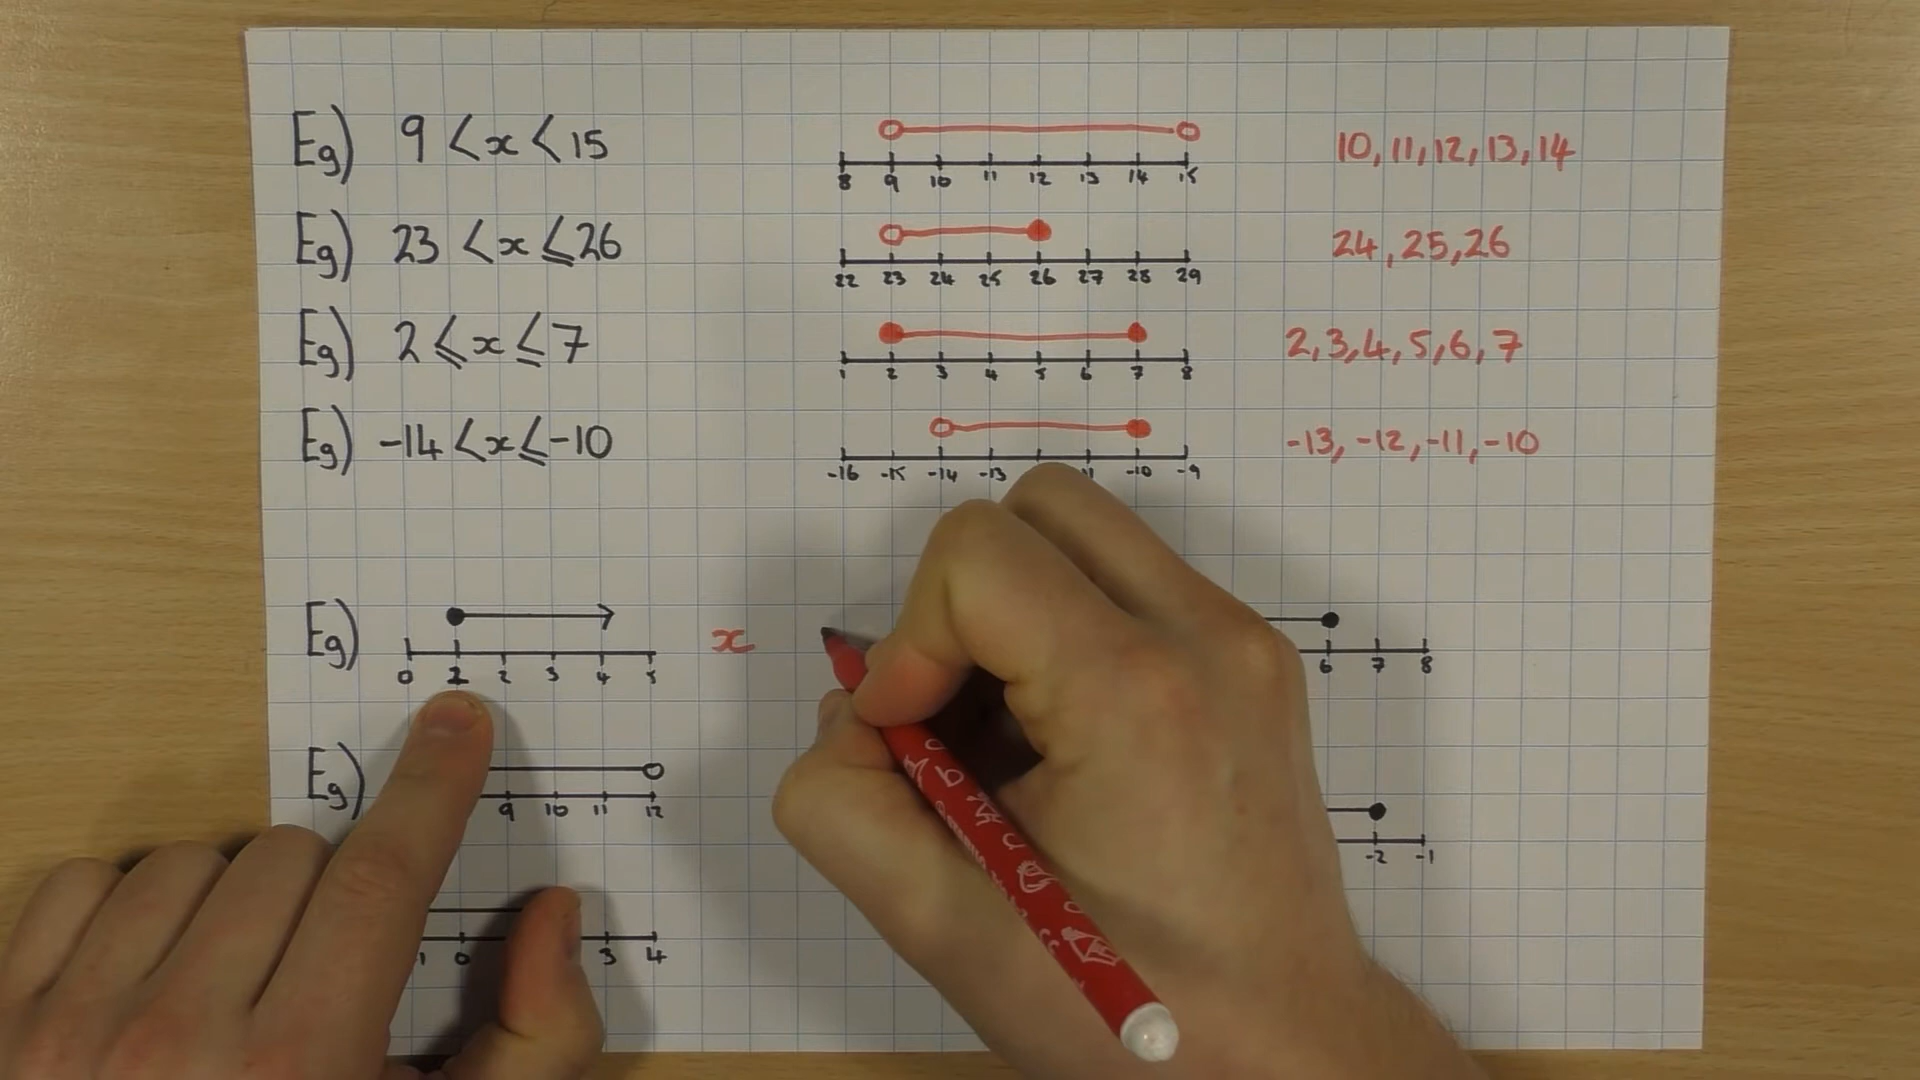 Eg) 9 < x < 15
8 9 10 11 12 13 14 15
10, 11, 12, 13, 14
Eg) 23 < x ≤ 26
22 23 24 25 26 27 28 29
24, 25, 26
Eg) 2 ≤ x ≤ 7
1 2 3 4 5 6 7 8
2, 3, 4, 5, 6, 7
Eg) -14 < x ≤ -10
-16 -15 -14 -13 -10 -9
-13, -12, -11, -10
Eg) 0 1 2 3 4 5
x
6 7 8
Eg) 9 10 11 12
-2 -1
0 3 4